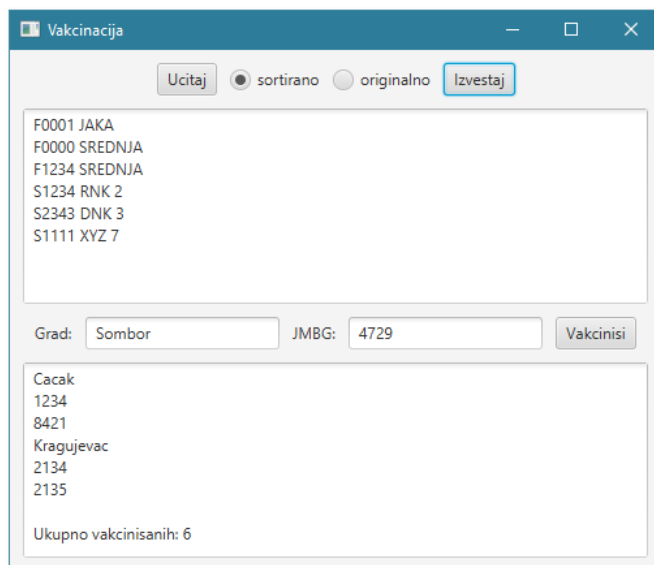 Vakcinacija
Ucitaj sortirano originalno Izvestaj
F0001 JAKA
F0000 SREDNJA
F1234 SREDNJA
S1234 RNK 2
S2343 DNK 3
S1111 XYZ 7
Grad: Sombor JMBG: 4729 Vakcinisi
Cacak
1234
8421
Kragujevac
2134
2135
Ukupno vakcinisanih: 6